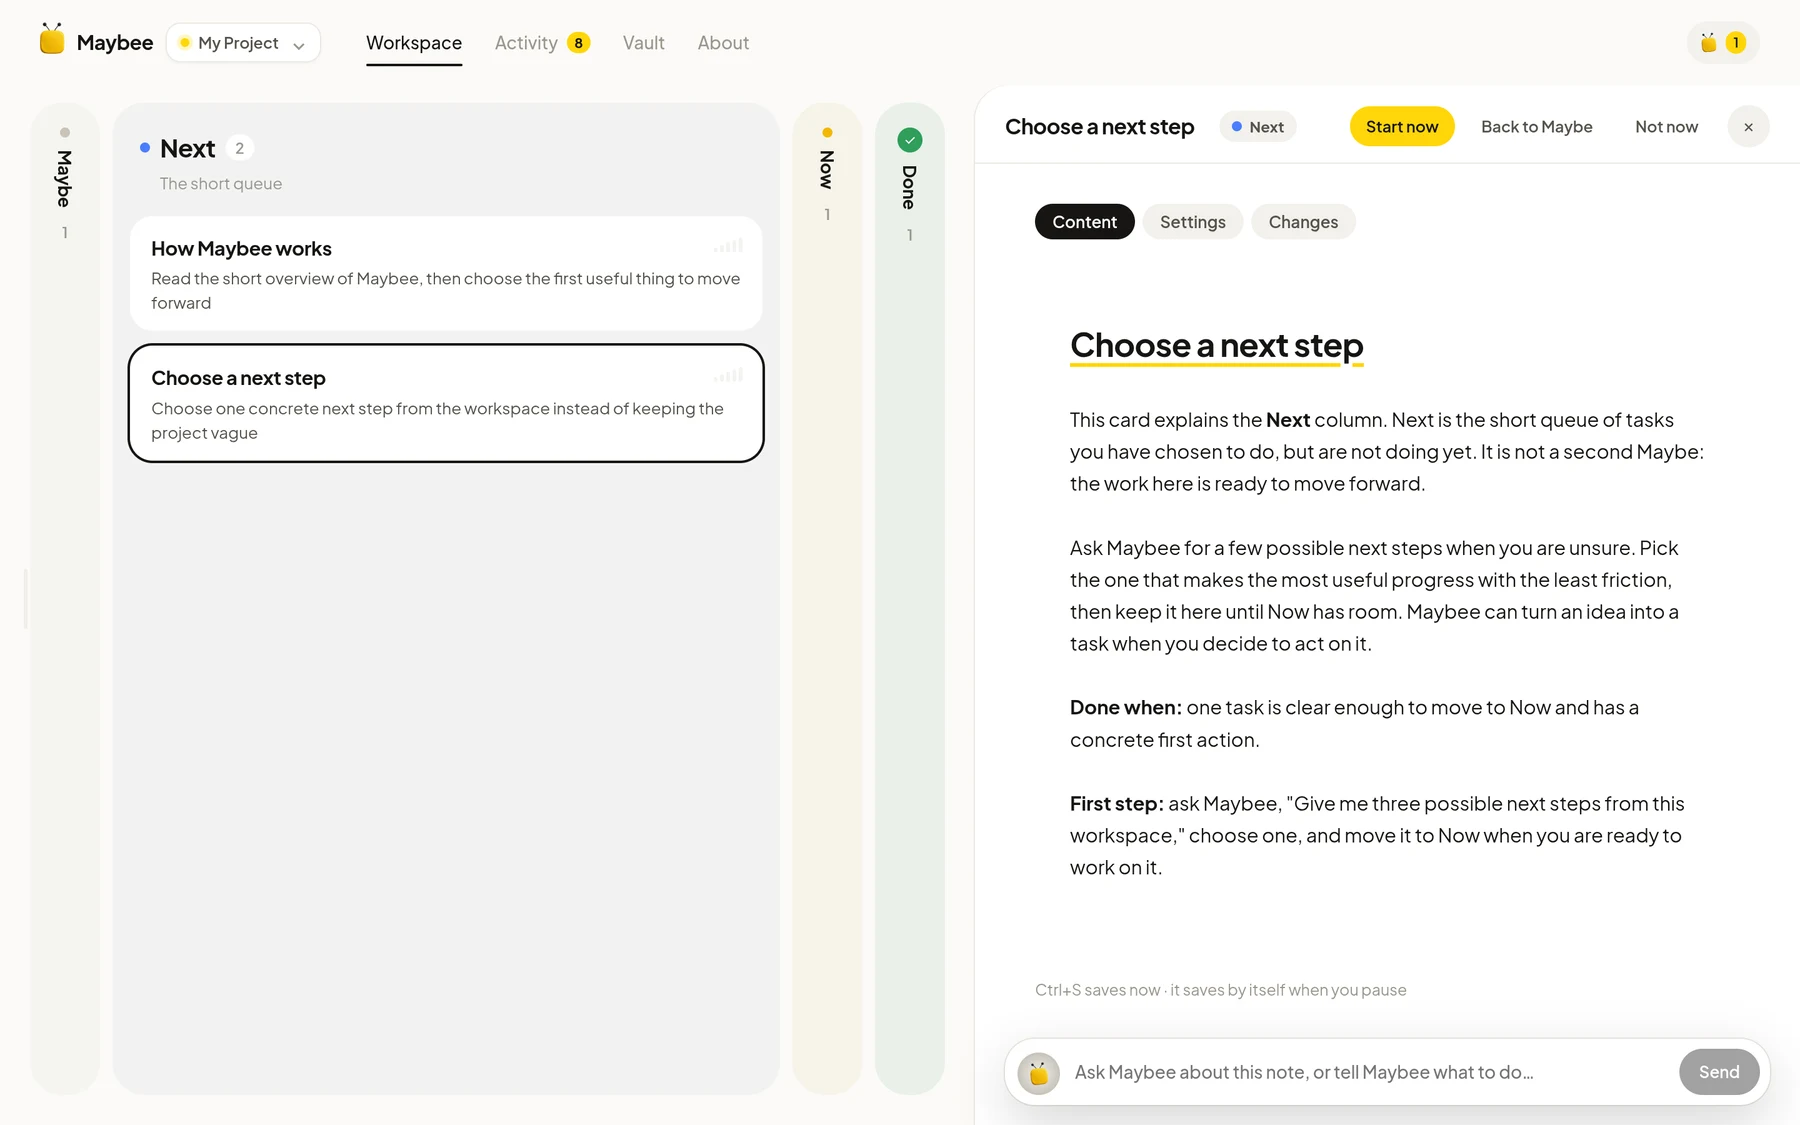 Maybee
My Project
Workspace
Activity 8
Vault
About
1
Maybe
1
Next 2
The short queue
How Maybee works
Read the short overview of Maybee, then choose the first useful thing to move
forward
Choose a next step
Choose one concrete next step from the workspace instead of keeping the
project vague
Now
1
Done
1
Choose a next step
Next
Start now
Back to Maybe
Not now
×
Content
Settings
Changes
Choose a next step
This card explains the Next column. Next is the short queue of tasks
you have chosen to do, but are not doing yet. It is not a second Maybe:
the work here is ready to move forward.
Ask Maybee for a few possible next steps when you are unsure. Pick
the one that makes the most useful progress with the least friction,
then keep it here until Now has room. Maybee can turn an idea into a
task when you decide to act on it.
Done when: one task is clear enough to move to Now and has a
concrete first action.
First step: ask Maybee, "Give me three possible next steps from this
workspace," choose one, and move it to Now when you are ready to
work on it.
Ctrl+S saves now · it saves by itself when you pause
Ask Maybee about this note, or tell Maybee what to do...
Send